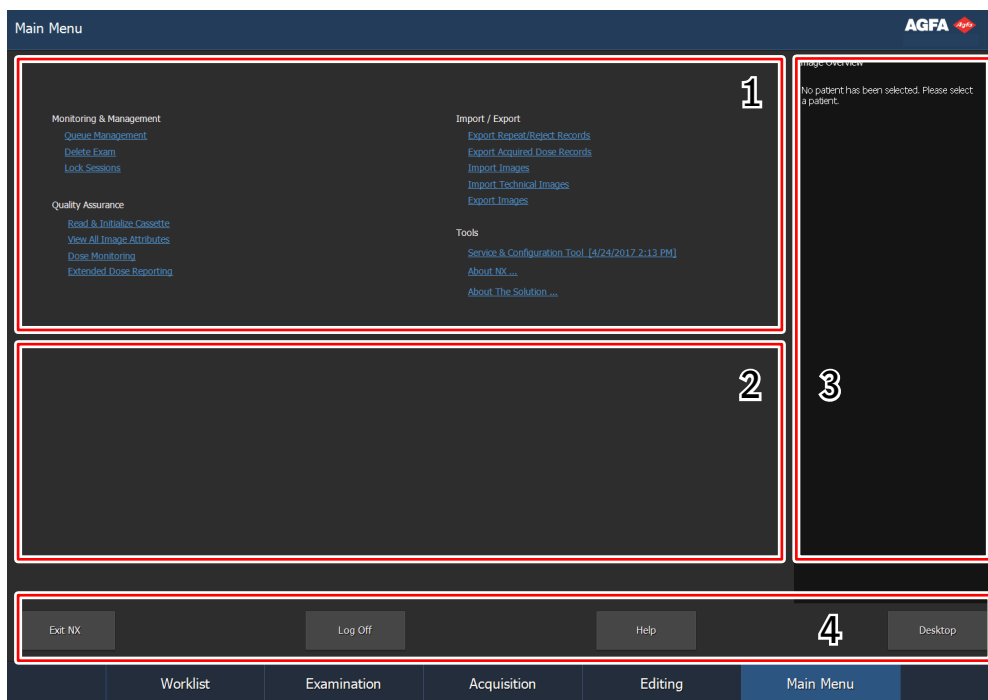 Main Menu
AGFA
Agfa
1
Monitoring & Management
Queue Management
Delete Exam
Lock Sessions
Quality Assurance
Read & Initialize Cassette
View All Image Attributes
Dose Monitoring
Extended Dose Reporting
Import / Export
Export Repeat/Reject Records
Export Acquired Dose Records
Import Images
Import Technical Images
Export Images
Tools
Service & Configuration Tool [4/24/2017 2:13 PM]
About NX ...
About The Solution ...
2
Image Overview
No patient has been selected. Please select
a patient.
3
Exit NX
Log Off
Help
4
Desktop
Worklist
Examination
Acquisition
Editing
Main Menu